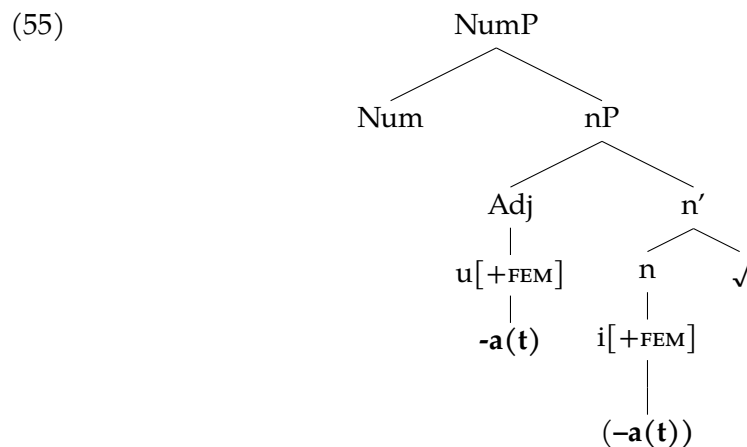 (55) NumP
Num nP
Adj n'
u[+FEM] n √
-a(t) i[+FEM]
(–a(t))